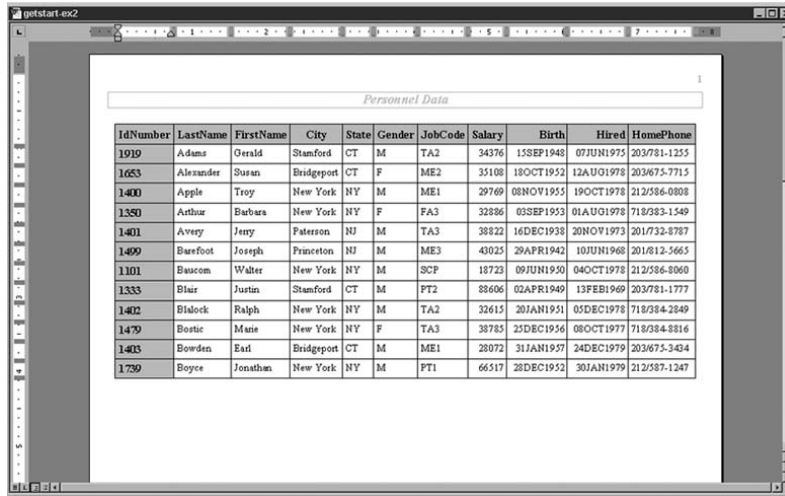 getstart-ex2
1
Personnel Data
IdNumber LastName FirstName City State Gender JobCode Salary Birth Hired HomePhone
1919 Adams Gerald Stamford CT M TA2 34376 15SEP1948 07JUN1975 203/781-1255
1653 Alexander Susan Bridgeport CT F ME2 35108 18OCT1952 12AUG1978 203/675-7715
1400 Apple Troy New York NY M ME1 29769 08NOV1955 19OCT1978 212/586-0808
1350 Arthur Barbara New York NY F FA3 32886 03SEP1953 01AUG1978 718/383-1549
1401 Avery Jerry Paterson NJ M TA3 38822 16DEC1938 20NOV1973 201/732-8787
1499 Barefoot Joseph Princeton NJ M ME3 43025 29APR1942 10JUN1968 201/812-5665
1101 Baucom Walter New York NY M SCP 18723 09JUN1950 04OCT1978 212/586-8060
1333 Blair Justin Stamford CT M PT2 88606 02APR1949 13FEB1969 203/781-1777
1402 Blalock Ralph New York NY M TA2 32615 20JAN1951 05DEC1978 718/384-2849
1479 Bostic Marie New York NY F TA3 38785 25DEC1956 08OCT1977 718/384-8816
1403 Bowden Earl Bridgeport CT M ME1 28072 31JAN1957 24DEC1979 203/675-3434
1739 Boyce Jonathan New York NY M PT1 66517 28DEC1952 30JAN1979 212/587-1247